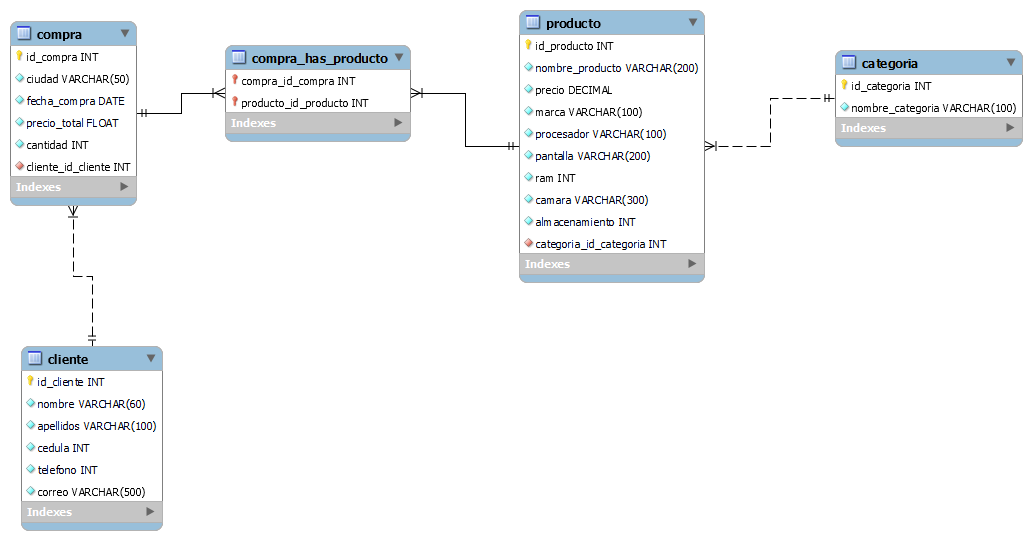 compra
id_compra INT
ciudad VARCHAR(50)
fecha_compra DATE
precio_total FLOAT
cantidad INT
cliente_id_cliente INT
Indexes
compra_has_producto
compra_id_compra INT
producto_id_producto INT
Indexes
producto
id_producto INT
nombre_producto VARCHAR(200)
precio DECIMAL
marca VARCHAR(100)
procesador VARCHAR(100)
pantalla VARCHAR(200)
ram INT
camara VARCHAR(300)
almacenamiento INT
categoria_id_categoria INT
Indexes
categoria
id_categoria INT
nombre_categoria VARCHAR(100)
Indexes
cliente
id_cliente INT
nombre VARCHAR(60)
apellidos VARCHAR(100)
cedula INT
telefono INT
correo VARCHAR(500)
Indexes